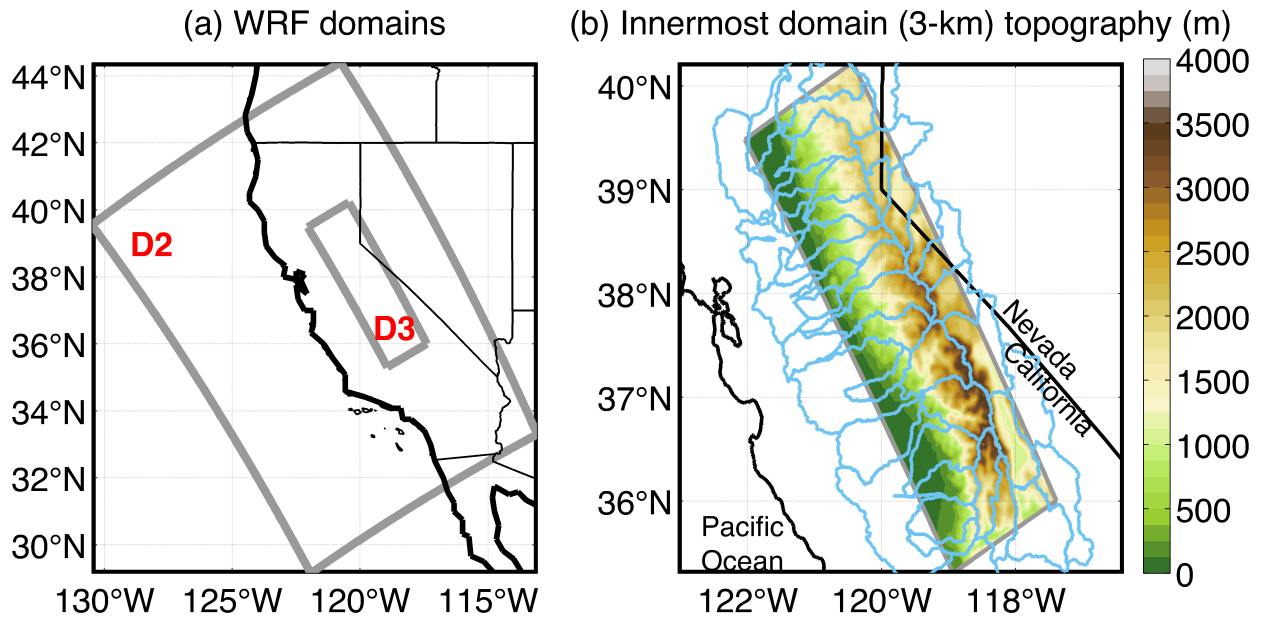 (a) WRF domains
44°N
42°N
40°N
38°N
36°N
34°N
32°N
30°N
130°W 125°W 120°W 115°W
D2
D3
(b) Innermost domain (3-km) topography (m)
40°N
39°N
38°N
37°N
36°N
122°W 120°W 118°W
Nevada
California
Pacific
Ocean
4000
3500
3000
2500
2000
1500
1000
500
0